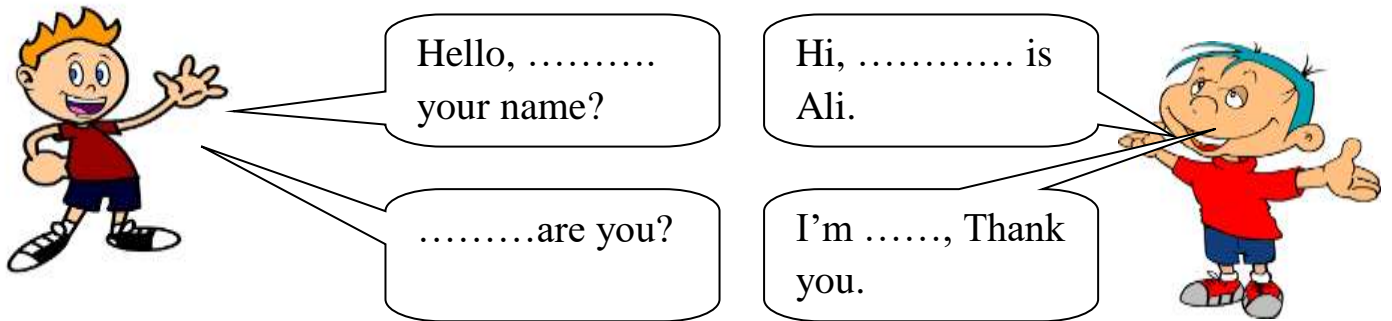 Hello, ……….
your name?
Hi, ………… is
Ali.
………are you?
I’m ……, Thank
you.